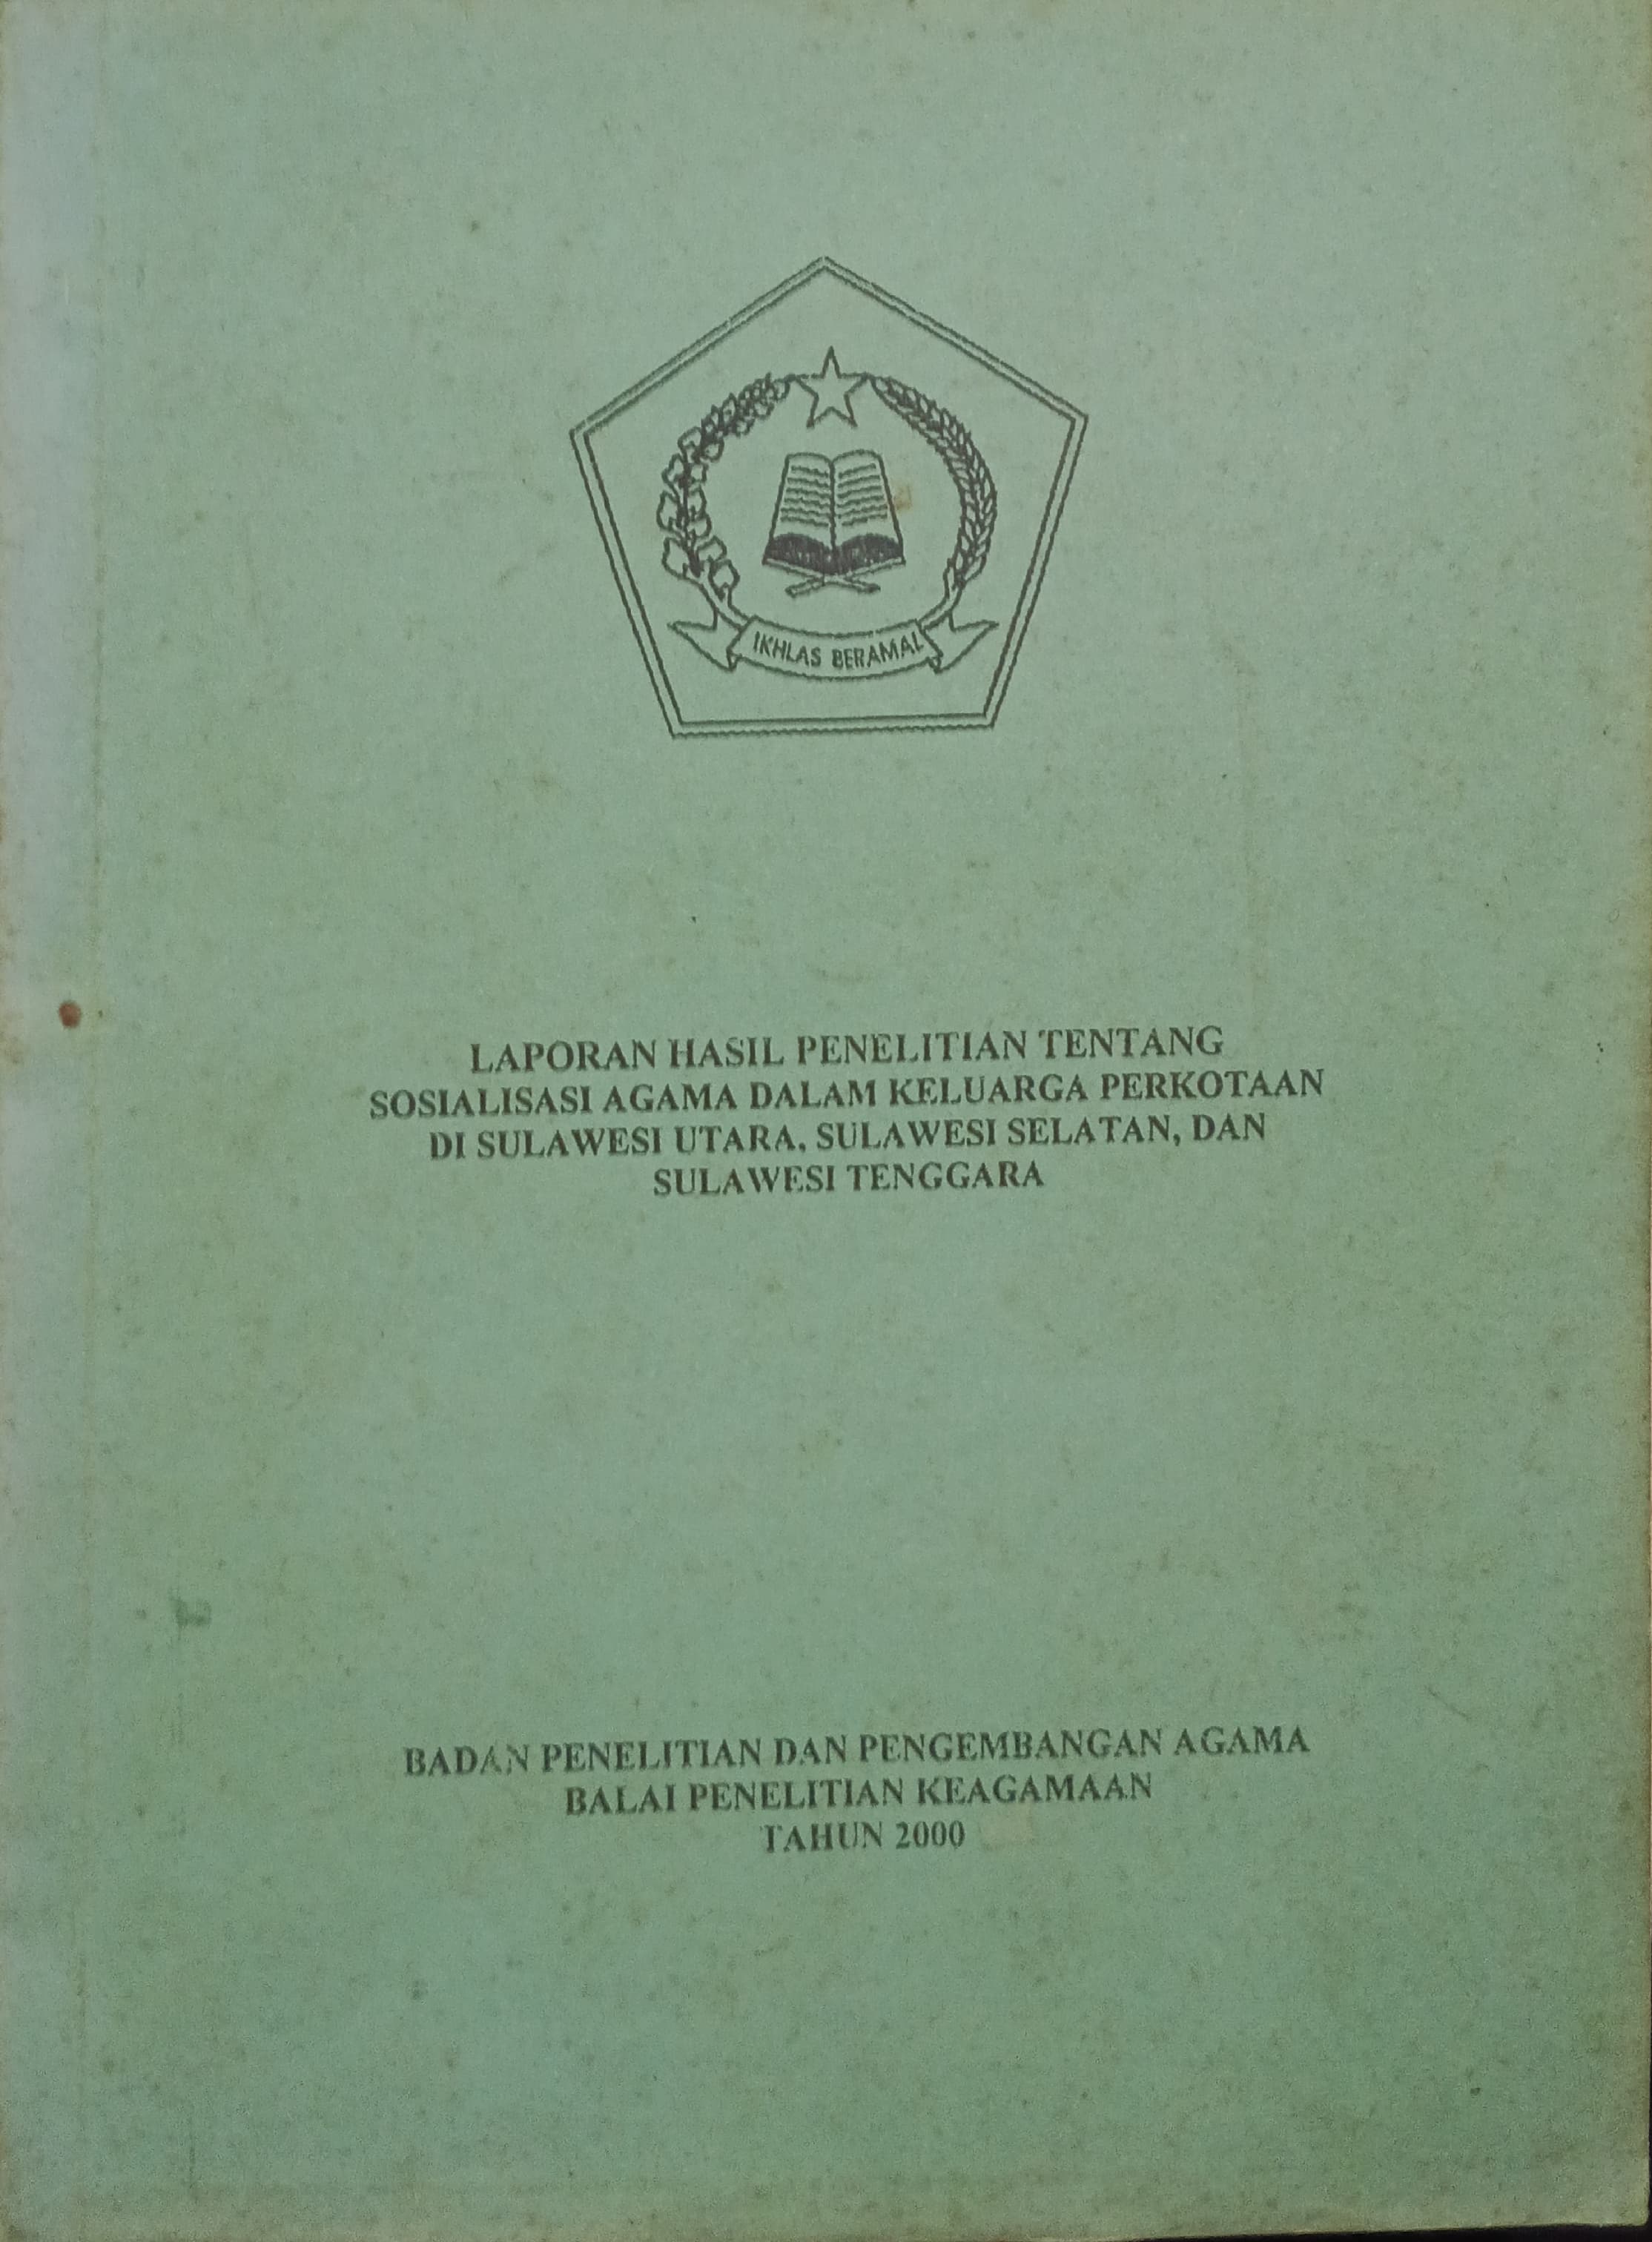 IKHLAS BERAMAL
LAPORAN HASIL PENELITIAN TENTANG
SOSIALISASI AGAMA DALAM KELUARGA PERKOTAAN
DI SULAWESI UTARA, SULAWESI SELATAN, DAN
SULAWESI TENGGARA
BADAN PENELITIAN DAN PENGEMBANGAN AGAMA
BALAI PENELITIAN KEAGAMAAN
TAHUN 2000